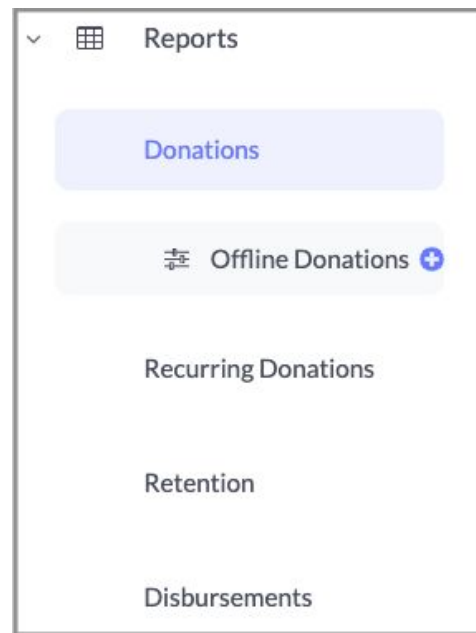 Reports
Donations
Offline Donations
Recurring Donations
Retention
Disbursements